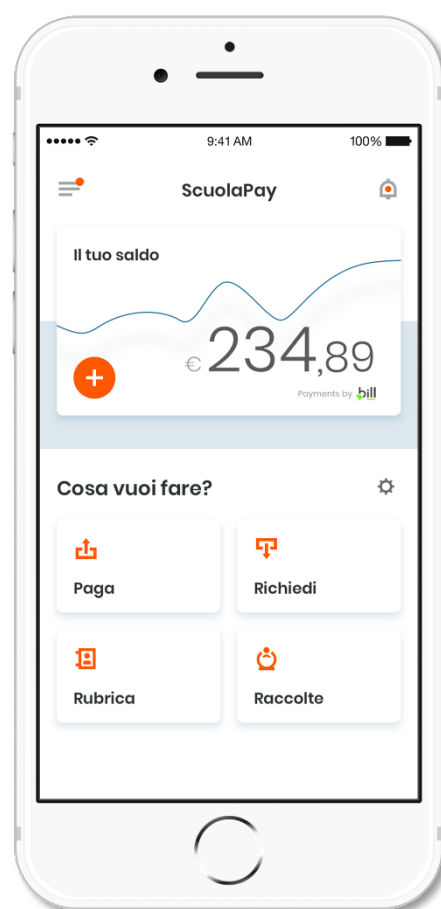 9:41 AM 100%
ScuolaPay
Il tuo saldo
€234,89
Payments by bill
Cosa vuoi fare?
Paga Richiedi
Rubrica Raccolte